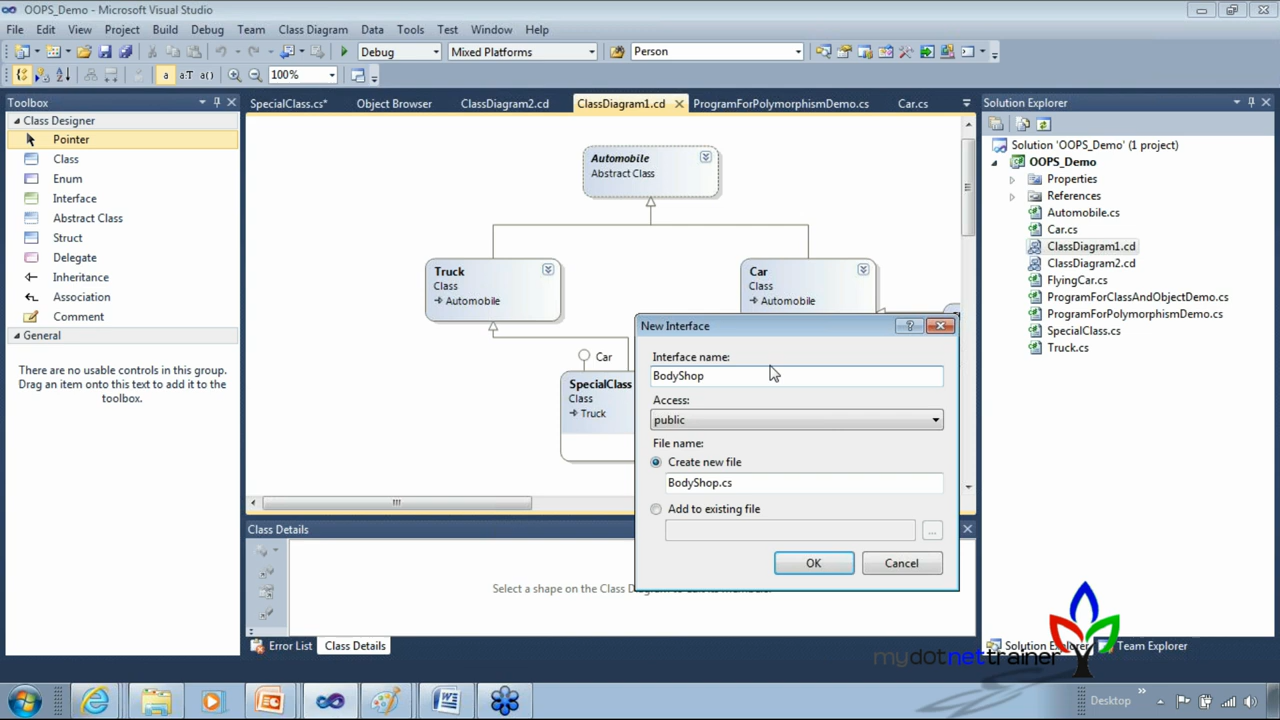 OOPS_Demo - Microsoft Visual Studio
File Edit View Project Build Debug Team Class Diagram Data Tools Test Window Help
Debug Mixed Platforms Person
a aT a() 100%
Toolbox
Class Designer
Pointer
Class
Enum
Interface
Abstract Class
Struct
Delegate
Inheritance
Association
Comment
General
There are no usable controls in this group.
Drag an item onto this text to add it to the
toolbox.
SpecialClass.cs* Object Browser ClassDiagram2.cd ClassDiagram1.cd ProgramForPolymorphismDemo.cs Car.cs
Automobile
Abstract Class
Truck
Class
Automobile
Car
Class
Automobile
Car
SpecialClass
Class
Truck
New Interface
Interface name:
BodyShop
Access:
public
File name:
Create new file
BodyShop.cs
Add to existing file
...
OK Cancel
Class Details
Select a shape on the Class Diagram to
Error List Class Details
Solution Explorer
Solution 'OOPS_Demo' (1 project)
OOPS_Demo
Properties
References
Automobile.cs
Car.cs
ClassDiagram1.cd
ClassDiagram2.cd
FlyingCar.cs
ProgramForClassAndObjectDemo.cs
ProgramForPolymorphismDemo.cs
SpecialClass.cs
Truck.cs
Solution Explorer Team Explorer
mydotnettrainer
Desktop